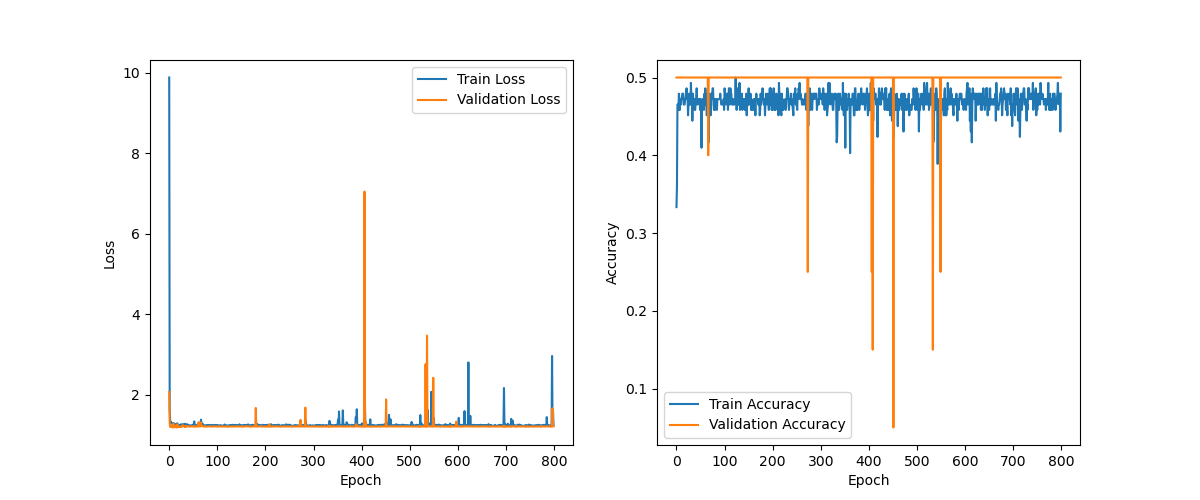 10
8
6
4
2
Loss
0 100 200 300 400 500 600 700 800
Epoch
Train Loss
Validation Loss
0.5
0.4
0.3
0.2
0.1
Accuracy
0 100 200 300 400 500 600 700 800
Epoch
Train Accuracy
Validation Accuracy